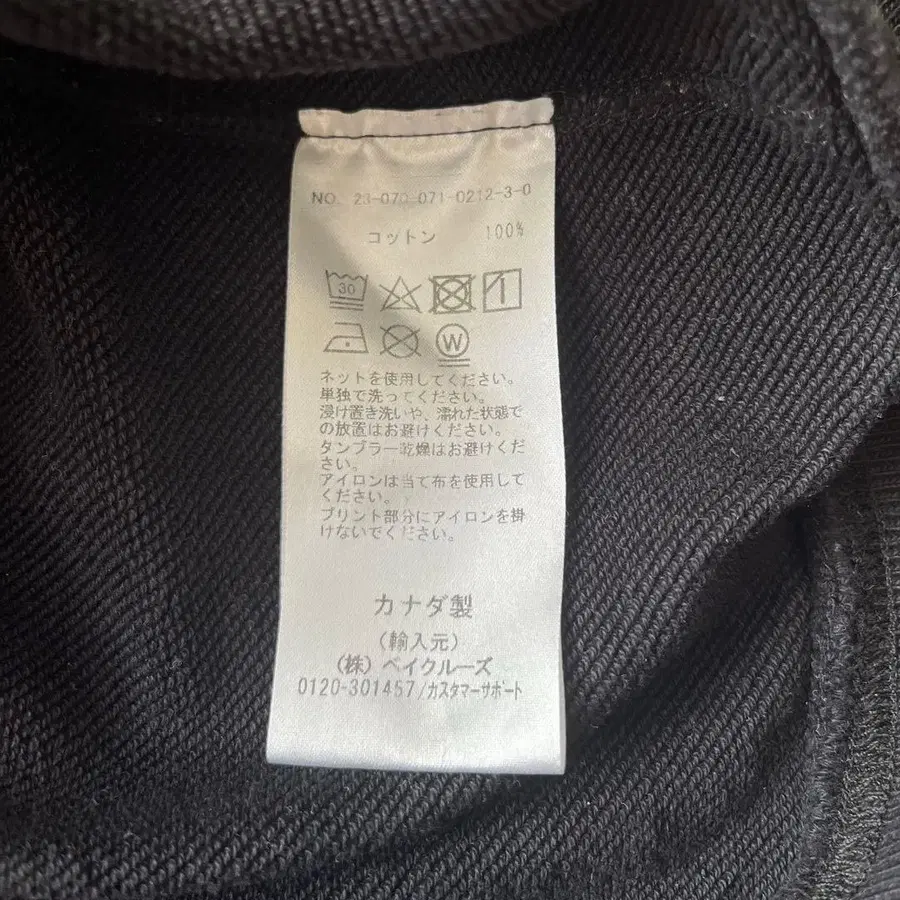 NO. 23-070-071-0212-3-0
コットン 100%
30
W
ネットを使用してください。
単独で洗ってください。
浸け置き洗いや、濡れた状態で
の放置はお避けください。
タンブラー乾燥はお避けくだ
さい。
アイロンは当て布を使用して
ください。
プリント部分にアイロンを掛
けないでください。
カナダ製
(輸入元)
(株) ベイクルーズ
0120-301457/カスタマーサポート